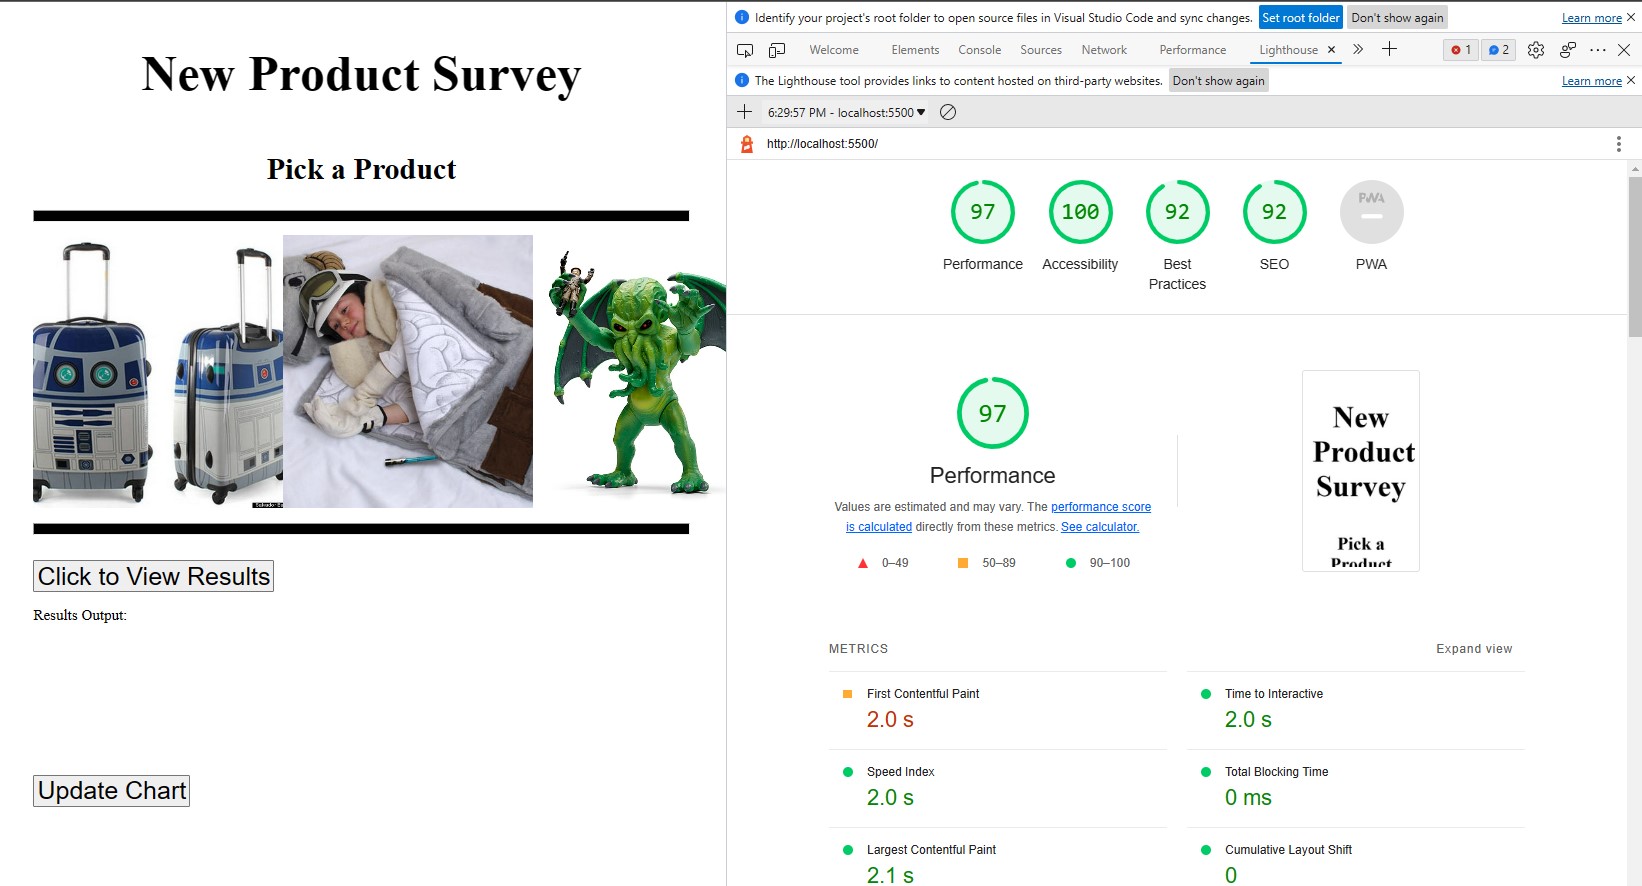 New Product Survey
Pick a Product
Click to View Results
Results Output:
Update Chart
Identify your project's root folder to open source files in Visual Studio Code and sync changes. Set root folder Don't show again Learn more
Welcome Elements Console Sources Network Performance Lighthouse 1 2
The Lighthouse tool provides links to content hosted on third-party websites. Don't show again Learn more
6:29:57 PM - localhost:5500
http://localhost:5500/
97 100 92 92 PWA
Performance Accessibility Best Practices SEO PWA
97
Performance
Values are estimated and may vary. The performance score
is calculated directly from these metrics. See calculator.
0–49 50–89 90–100
New
Product
Survey
Pick a
Product
METRICS Expand view
First Contentful Paint Time to Interactive
2.0 s 2.0 s
Speed Index Total Blocking Time
2.0 s 0 ms
Largest Contentful Paint Cumulative Layout Shift
2.1 s 0